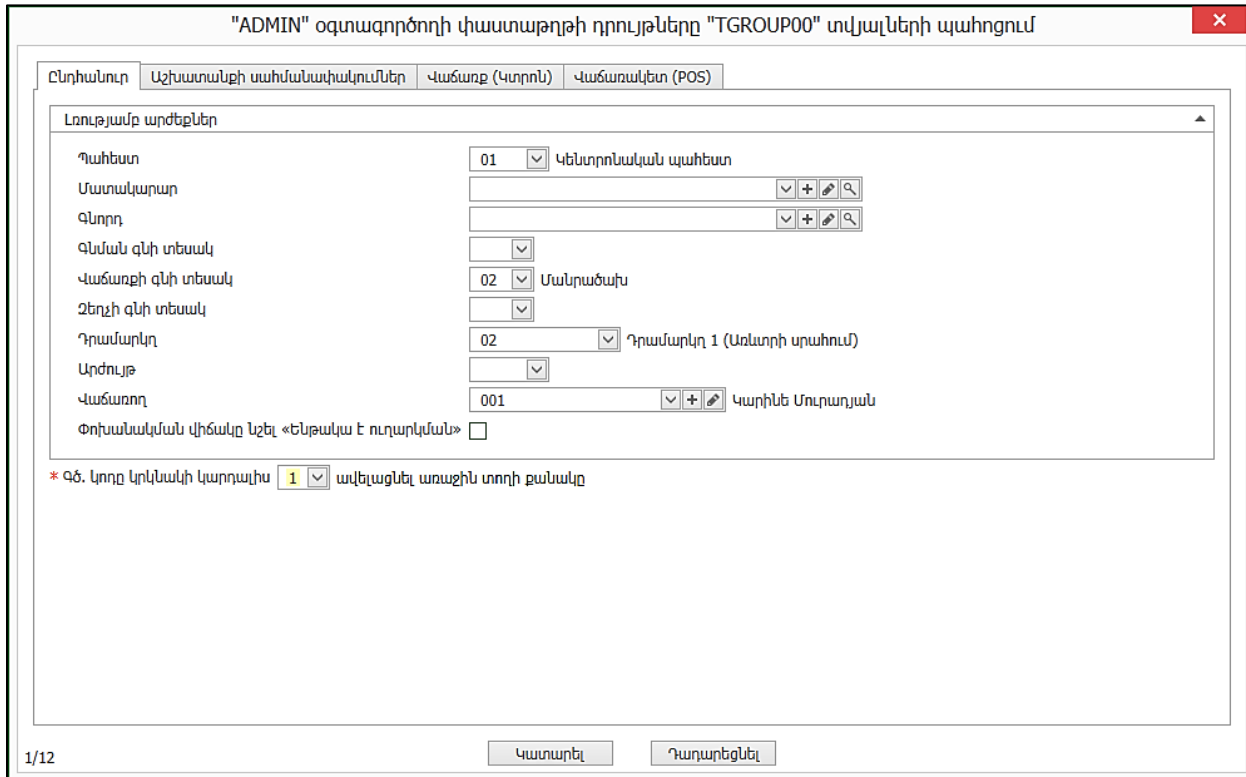 "ADMIN" օգտագործողի փաստաթղթի դրույթները "TGROUP00" տվյալների պահոցում
Ընդհանուր Աշխատանքի սահմանափակումներ Վաճառք (Կտրոն) Վաճառակետ (POS)
Լռությամբ արժեքներ
Պահեստ 01 Կենտրոնական պահեստ
Մատակարար
Գնորդ
Գնման գնի տեսակ
Վաճառքի գնի տեսակ 02 Մանրածախ
Զեղչի գնի տեսակ
Դրամարկղ 02 Դրամարկղ 1 (Առևտրի սրահում)
Արժույթ
Վաճառող 001 Կարինե Մուրադյան
Փոխանակման վիճակը նշել «Ենթակա է ուղարկման»
* Գծ. կոդը կրկնակի կարդալիս 1 ավելացնել առաջին տողի քանակը
1/12 Կատարել Դադարեցնել